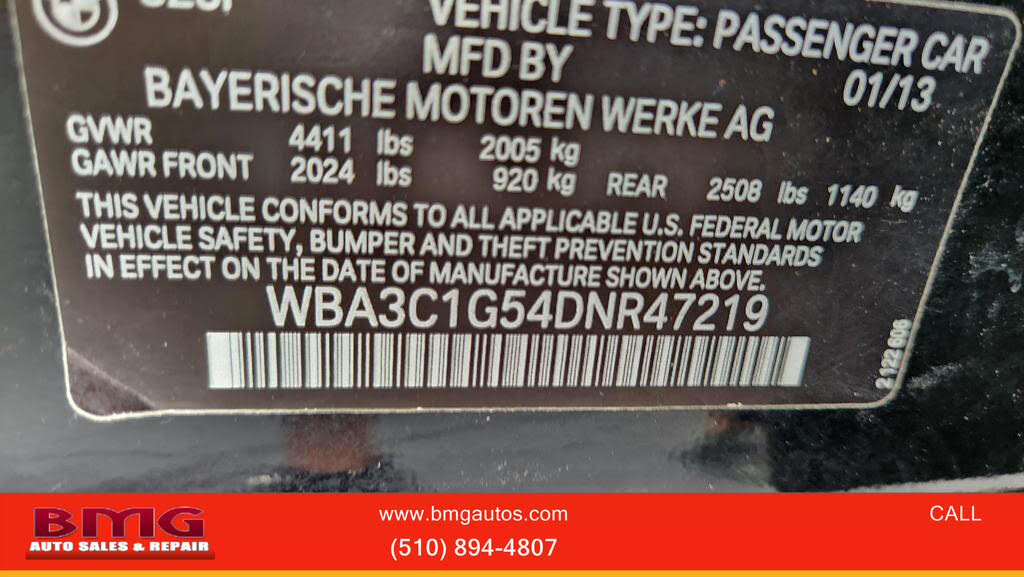 VEHICLE TYPE: PASSENGER CAR
MFD BY 01/13
BAYERISCHE MOTOREN WERKE AG
GVWR 4411 lbs 2005 kg
GAWR FRONT 2024 lbs 920 kg REAR 2508 lbs 1140 kg
THIS VEHICLE CONFORMS TO ALL APPLICABLE U.S. FEDERAL MOTOR
VEHICLE SAFETY, BUMPER AND THEFT PREVENTION STANDARDS
IN EFFECT ON THE DATE OF MANUFACTURE SHOWN ABOVE.
WBA3C1G54DNR47219
2 122 606
BMG
AUTO SALES & REPAIR
www.bmgautos.com
(510) 894-4807
CALL